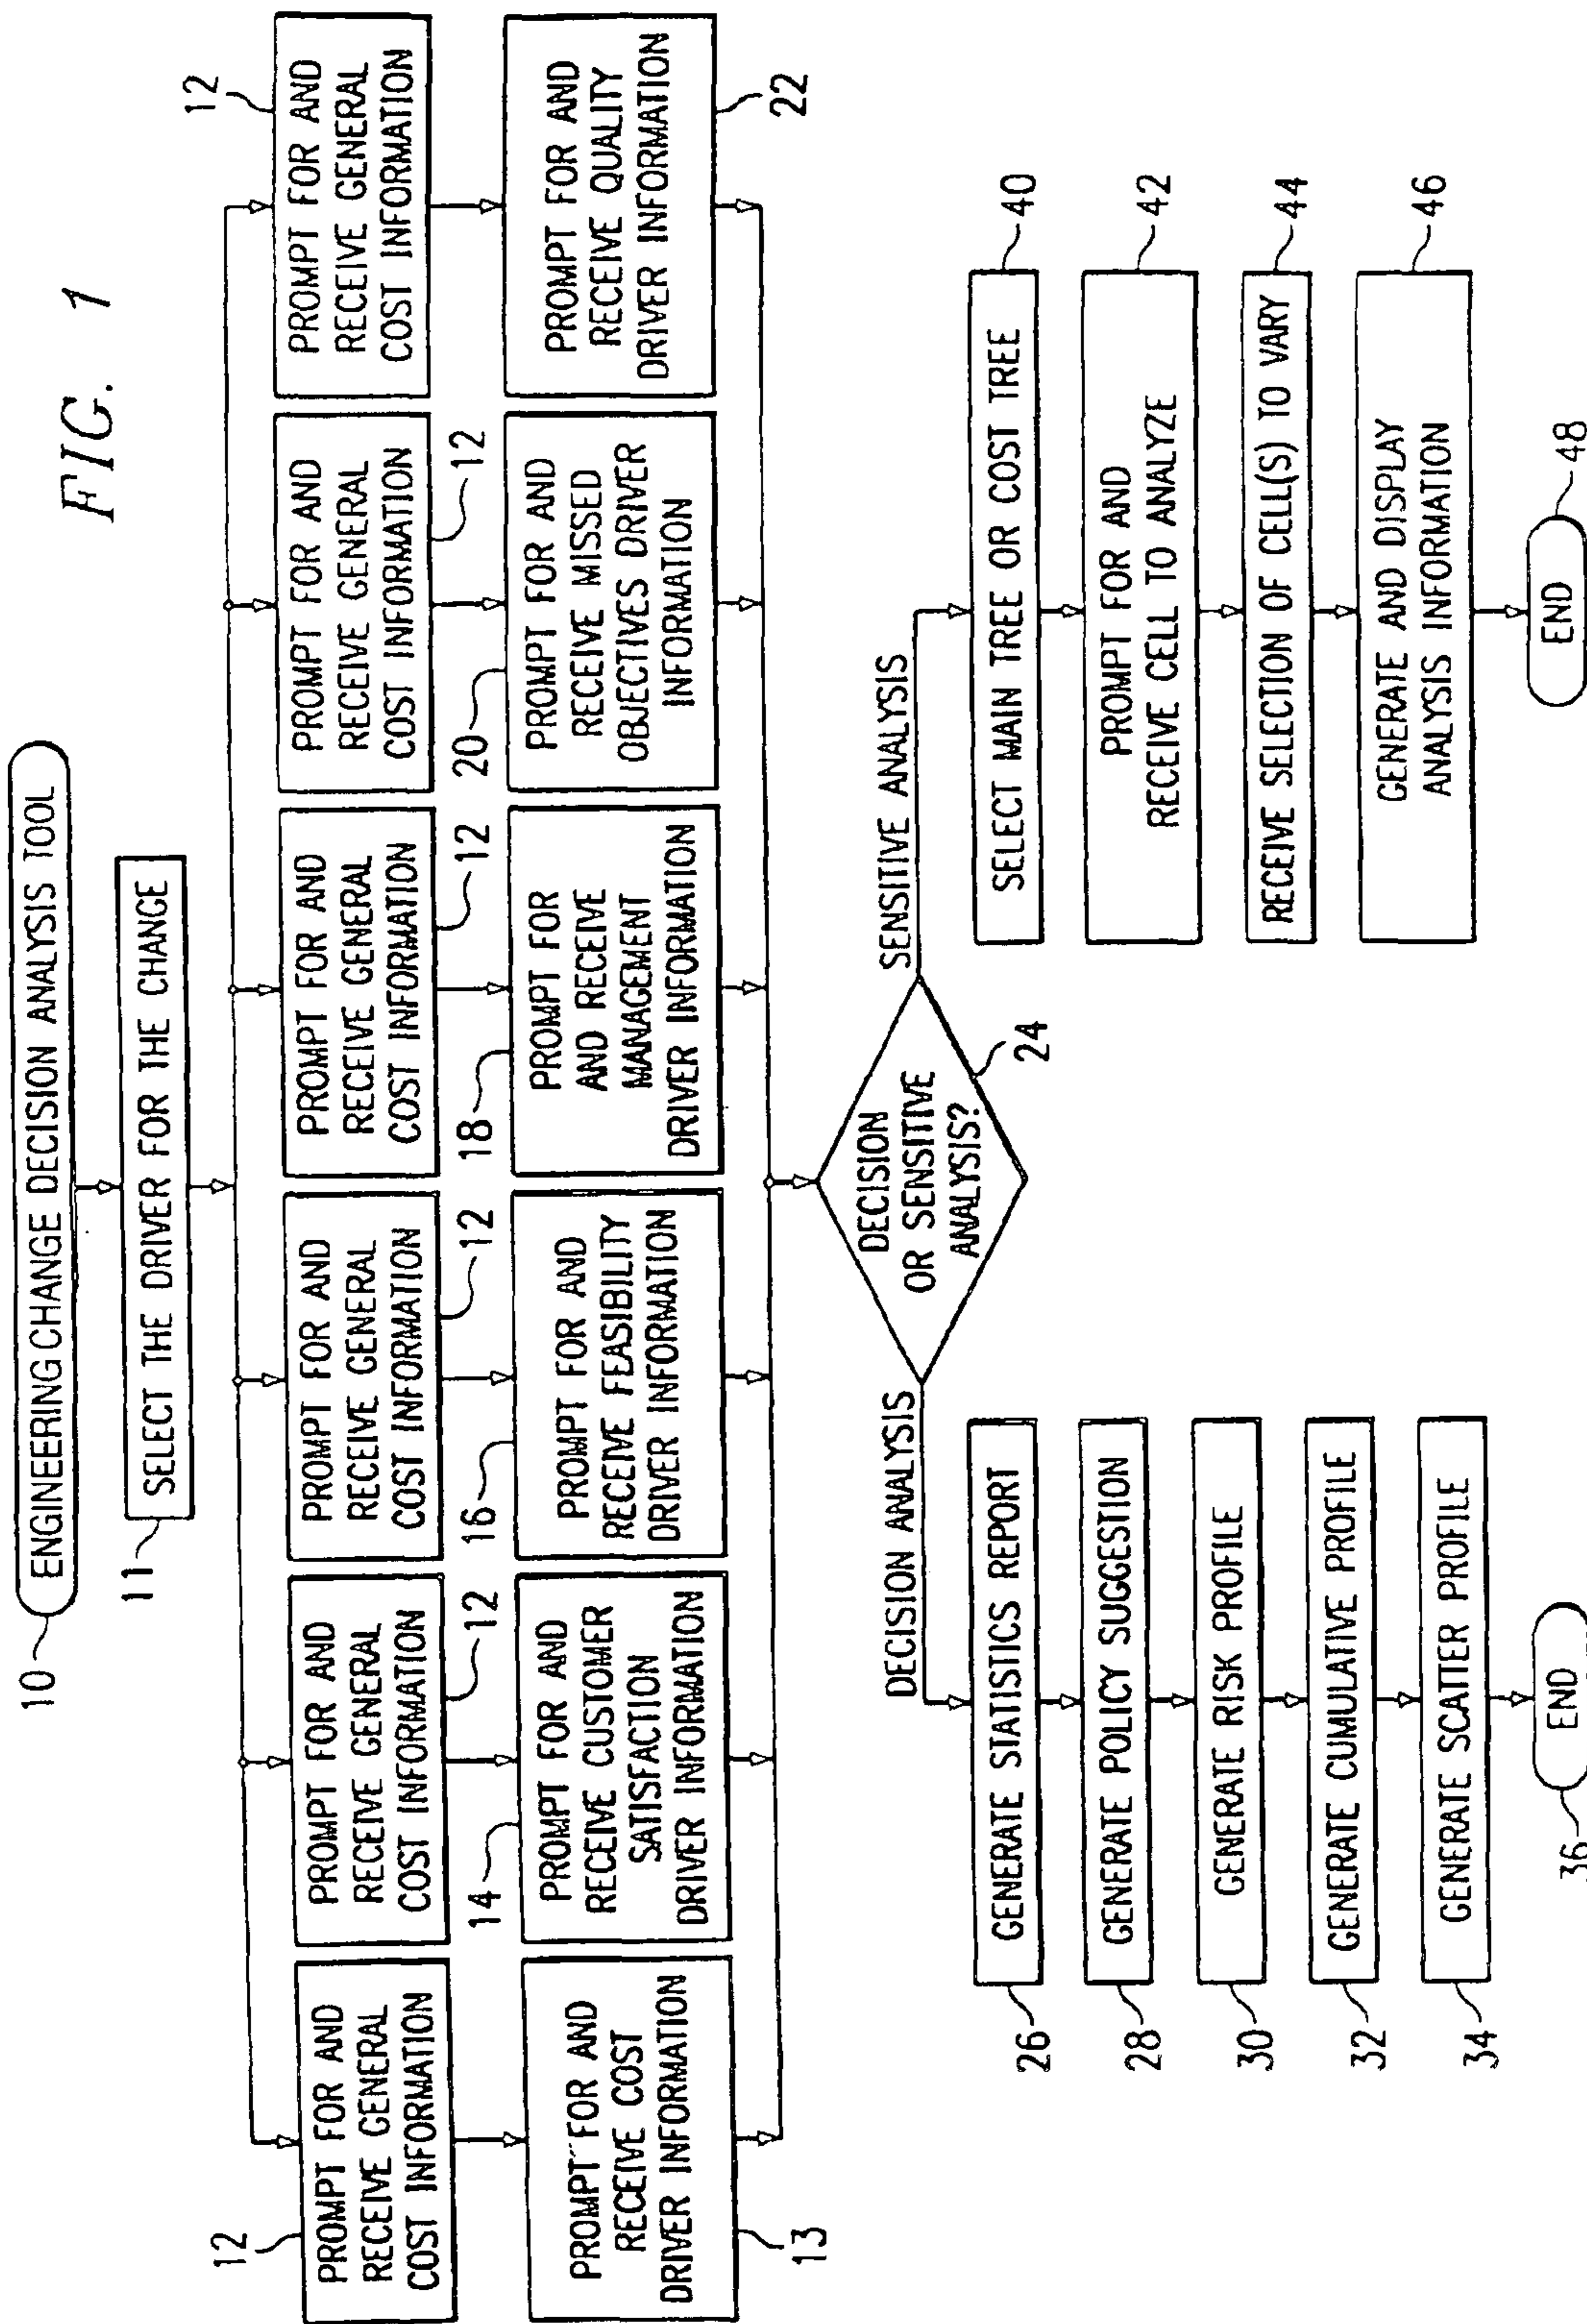 FIG. 1
10
ENGINEERING CHANGE DECISION ANALYSIS TOOL
11
SELECT THE DRIVER FOR THE CHANGE
12
PROMPT FOR AND
RECEIVE GENERAL
COST INFORMATION
PROMPT FOR AND
RECEIVE GENERAL
COST INFORMATION
12
PROMPT FOR AND
RECEIVE GENERAL
COST INFORMATION
12
PROMPT FOR AND
RECEIVE GENERAL
COST INFORMATION
12
PROMPT FOR AND
RECEIVE GENERAL
COST INFORMATION
12
PROMPT FOR AND
RECEIVE GENERAL
COST INFORMATION
12
PROMPT FOR AND
RECEIVE COST
DRIVER INFORMATION
13
14
PROMPT FOR AND
RECEIVE CUSTOMER
SATISFACTION
DRIVER INFORMATION
16
PROMPT FOR AND
RECEIVE FEASIBILITY
DRIVER INFORMATION
18
PROMPT FOR
AND RECEIVE
MANAGEMENT
DRIVER INFORMATION
20
PROMPT FOR AND
RECEIVE MISSED
OBJECTIVES DRIVER
INFORMATION
PROMPT FOR AND
RECEIVE QUALITY
DRIVER INFORMATION
22
DECISION
OR SENSITIVE
ANALYSIS?
24
DECISION ANALYSIS
26
GENERATE STATISTICS REPORT
28
GENERATE POLICY SUGGESTION
30
GENERATE RISK PROFILE
32
GENERATE CUMULATIVE PROFILE
34
GENERATE SCATTER PROFILE
36
END
SENSITIVE ANALYSIS
SELECT MAIN TREE OR COST TREE
40
PROMPT FOR AND
RECEIVE CELL TO ANALYZE
42
RECEIVE SELECTION OF CELL(S) TO VARY
44
GENERATE AND DISPLAY
ANALYSIS INFORMATION
46
END
48